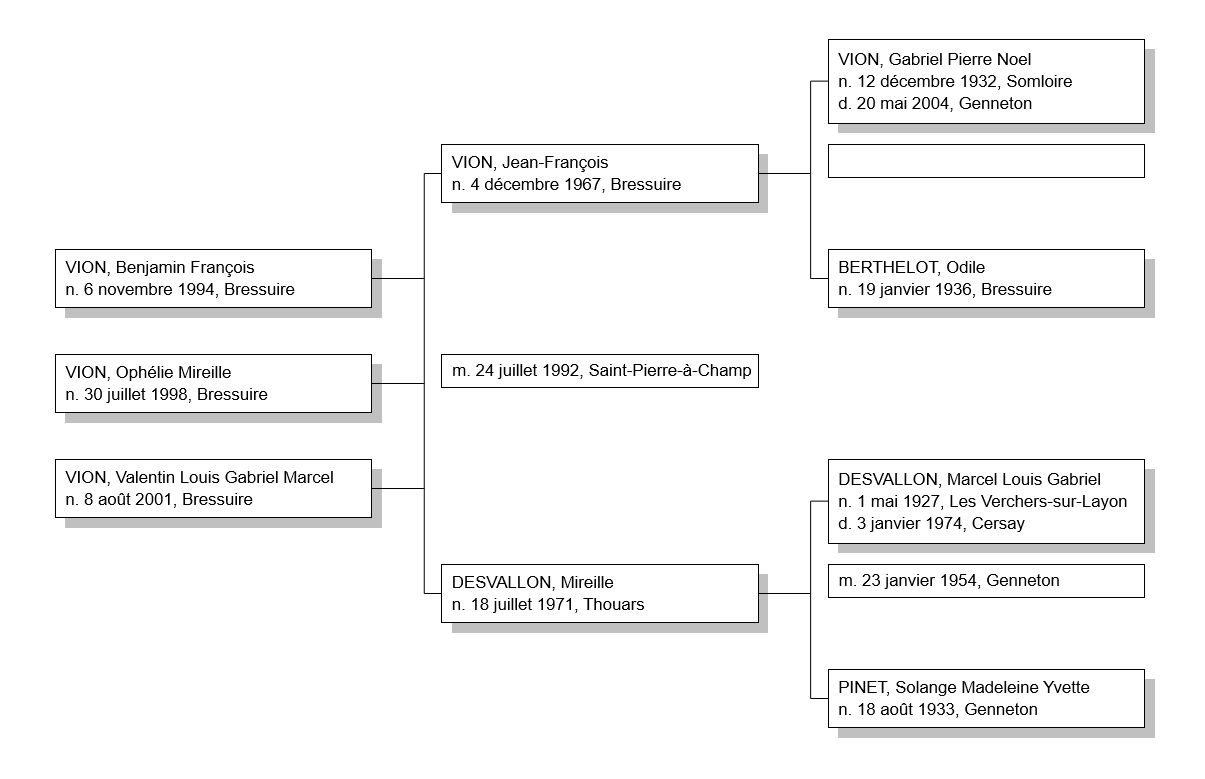 VION, Gabriel Pierre Noel
n. 12 décembre 1932, Somloire
d. 20 mai 2004, Genneton
VION, Jean-François
n. 4 décembre 1967, Bressuire
VION, Benjamin François
n. 6 novembre 1994, Bressuire
BERTHELOT, Odile
n. 19 janvier 1936, Bressuire
VION, Ophélie Mireille
n. 30 juillet 1998, Bressuire
m. 24 juillet 1992, Saint-Pierre-à-Champ
VION, Valentin Louis Gabriel Marcel
n. 8 août 2001, Bressuire
DESVALLON, Marcel Louis Gabriel
n. 1 mai 1927, Les Verchers-sur-Layon
d. 3 janvier 1974, Cersay
DESVALLON, Mireille
n. 18 juillet 1971, Thouars
m. 23 janvier 1954, Genneton
PINET, Solange Madeleine Yvette
n. 18 août 1933, Genneton